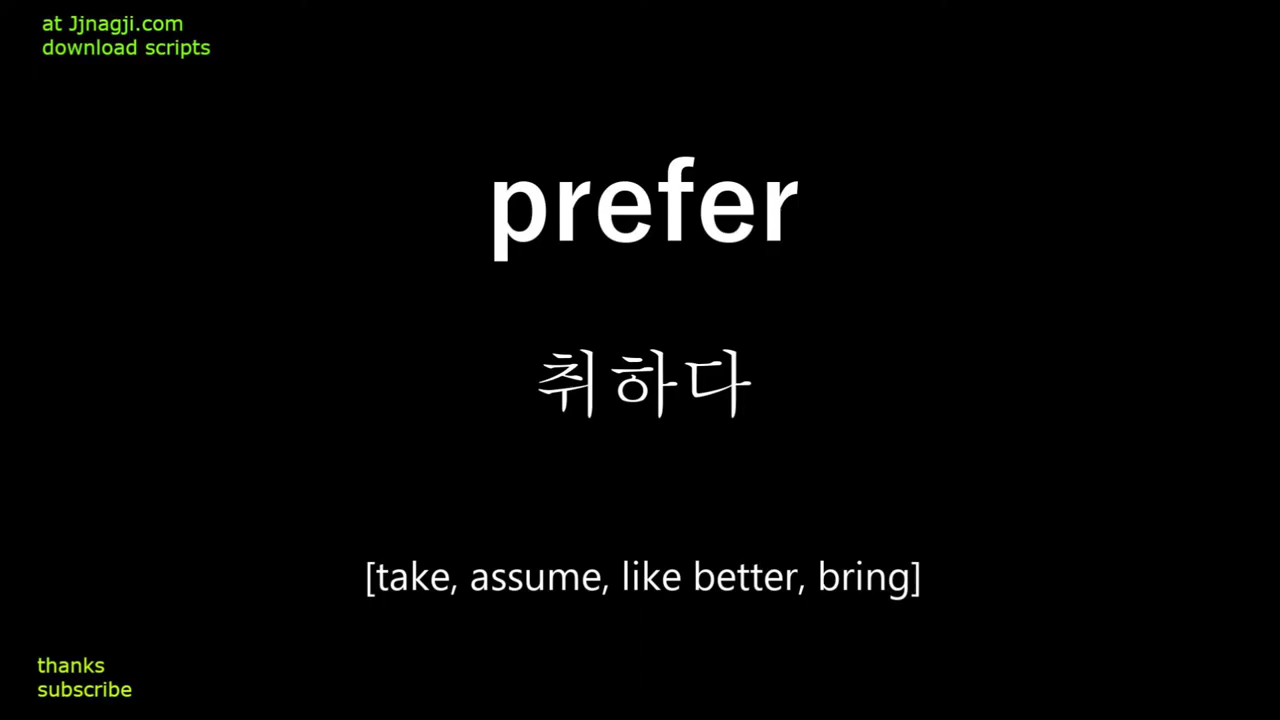 at Jjnagji.com
download scripts
prefer
취하다
[take, assume, like better, bring]
thanks
subscribe